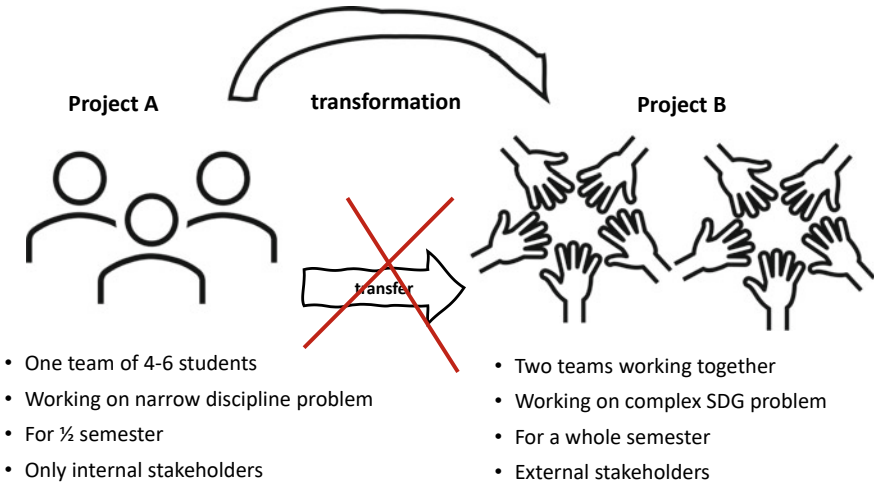 Project A
transformation
Project B
transfer
• One team of 4-6 students
• Working on narrow discipline problem
• For ½ semester
• Only internal stakeholders
• Two teams working together
• Working on complex SDG problem
• For a whole semester
• External stakeholders